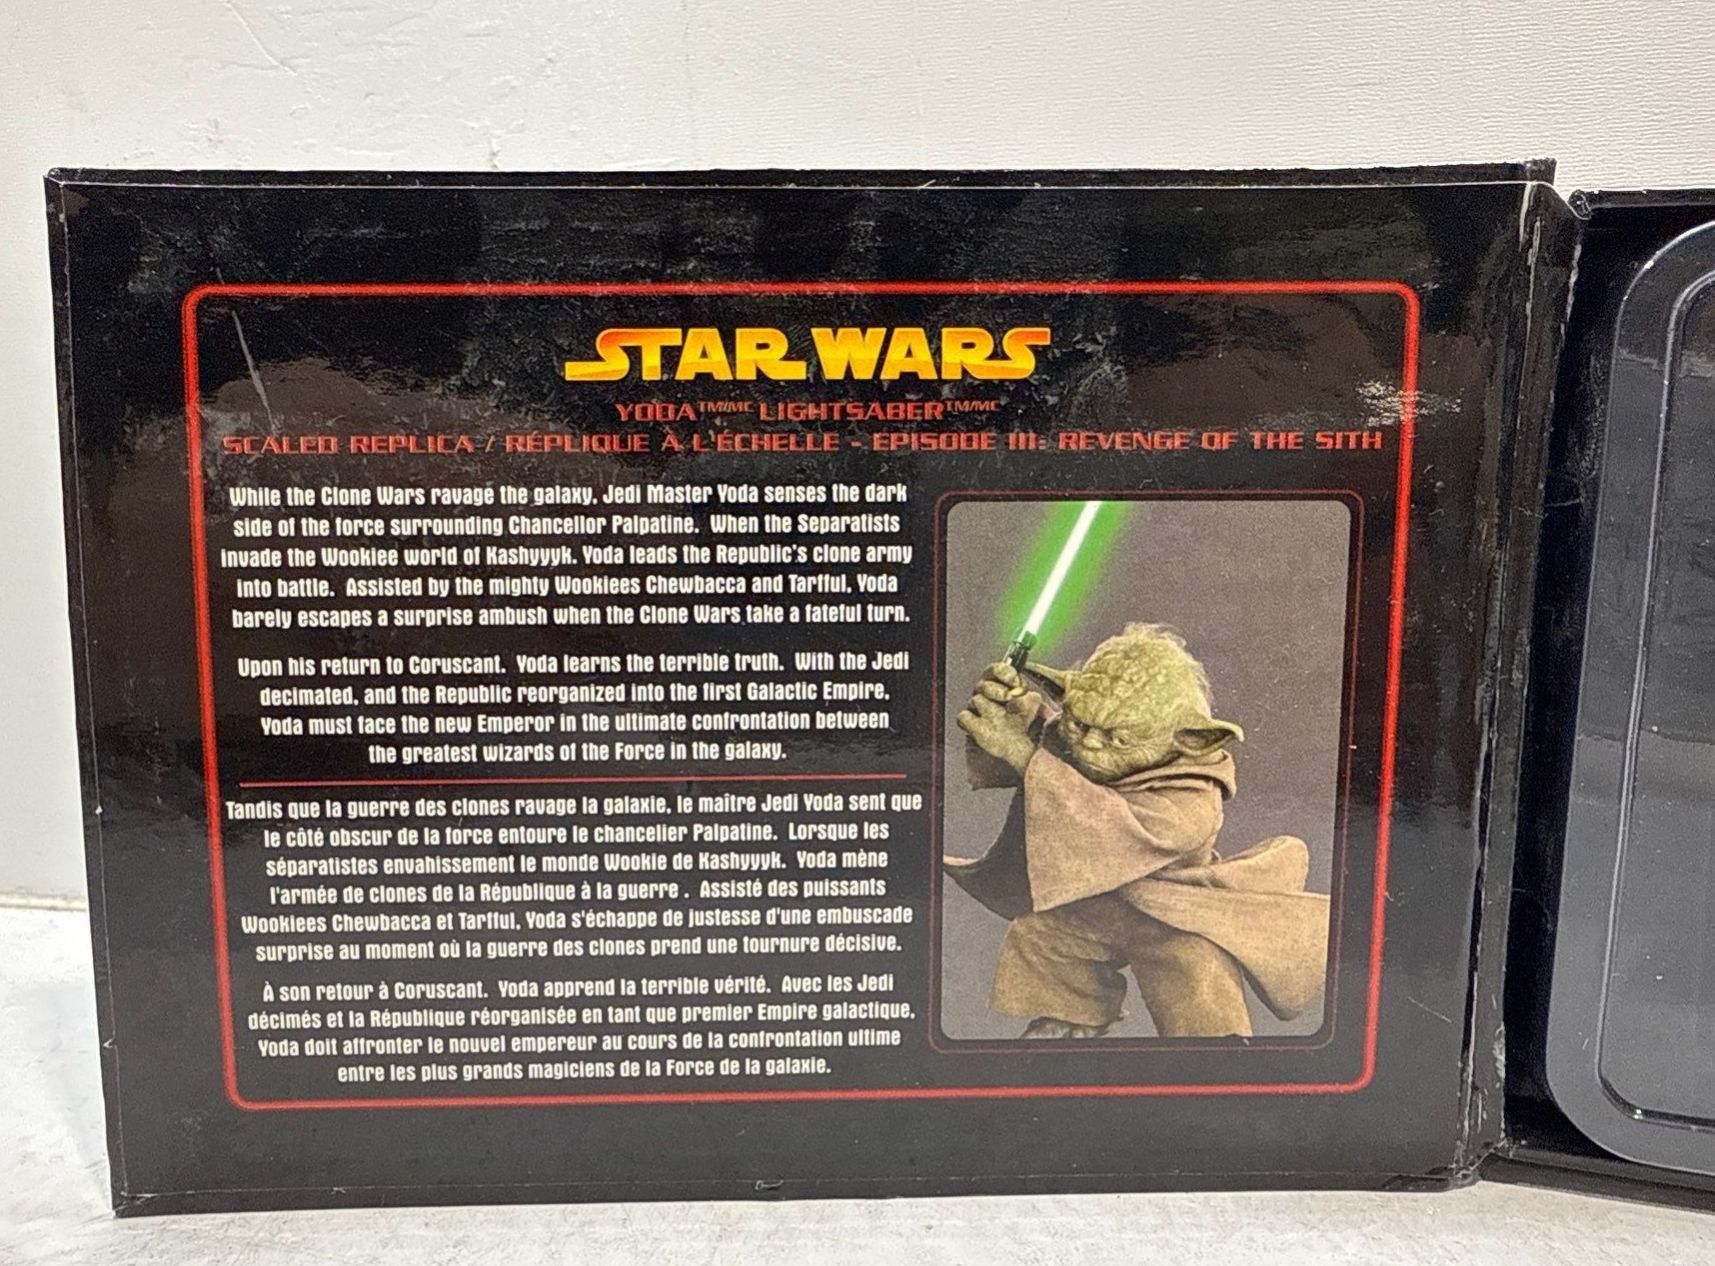 STAR WARS
YODA™/MC LIGHTSABER™/MC
SCALED REPLICA / RÉPLIQUE À L'ÉCHELLE - EPISODE III: REVENGE OF THE SITH
While the Clone Wars ravage the galaxy, Jedi Master Yoda senses the dark
side of the force surrounding Chancellor Palpatine. When the Separatists
invade the Wookiee world of Kashyyyk, Yoda leads the Republic's clone army
into battle. Assisted by the mighty Wookiees Chewbacca and Tarfful, Yoda
barely escapes a surprise ambush when the Clone Wars take a fateful turn.
Upon his return to Coruscant, Yoda learns the terrible truth. With the Jedi
decimated, and the Republic reorganized into the first Galactic Empire,
Yoda must face the new Emperor in the ultimate confrontation between
the greatest wizards of the Force in the galaxy.
Tandis que la guerre des clones ravage la galaxie, le maître Jedi Yoda sent que
le côté obscur de la force entoure le chancelier Palpatine. Lorsque les
séparatistes envahissement le monde Wookie de Kashyyyk, Yoda mène
l'armée de clones de la République à la guerre . Assisté des puissants
Wookiees Chewbacca et Tarfful, Yoda s'échappe de justesse d'une embuscade
surprise au moment où la guerre des clones prend une tournure décisive.
À son retour à Coruscant, Yoda apprend la terrible vérité. Avec les Jedi
décimés et la République réorganisée en tant que premier Empire galactique,
Yoda doit affronter le nouvel empereur au cours de la confrontation ultime
entre les plus grands magiciens de la Force de la galaxie.